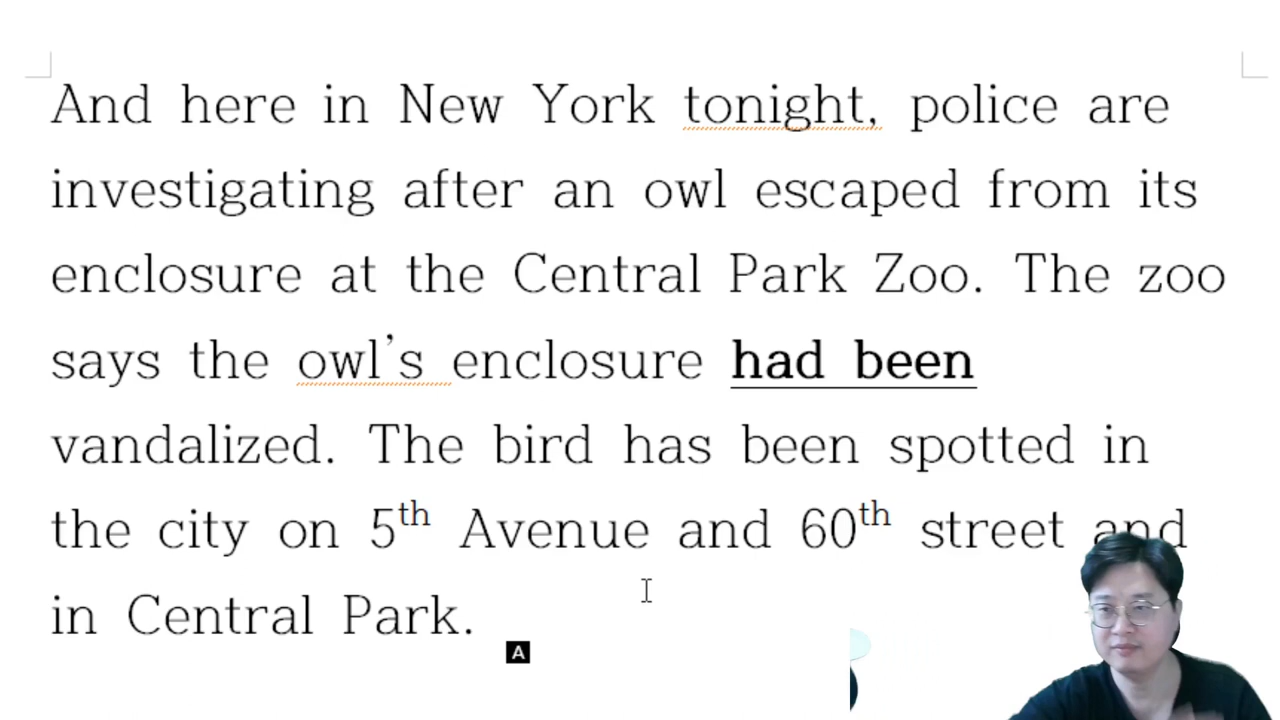 And here in New York tonight, police are
investigating after an owl escaped from its
enclosure at the Central Park Zoo. The zoo
says the owl's enclosure had been
vandalized. The bird has been spotted in
the city on 5th Avenue and 60th street and
in Central Park.
A